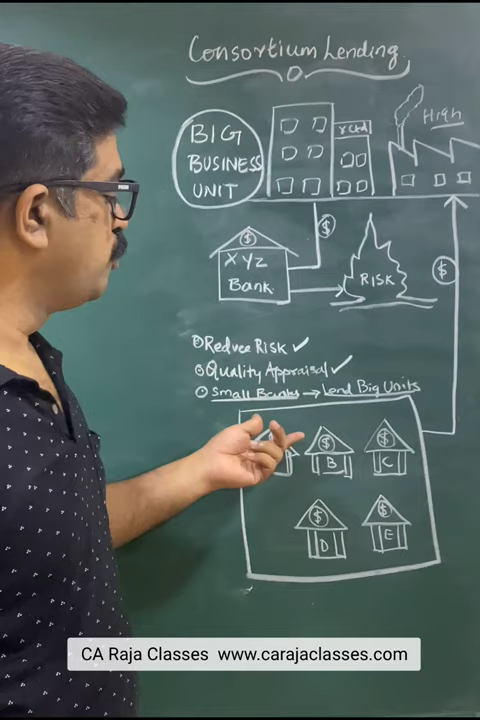 Consortium Lending
BIG
BUSINESS
UNIT
High
$
$
XYZ
Bank
RISK
$
Reduce Risk ✓
Quality Appraisal ✓
Small Banks → Lend Big Units
$
B
$
C
$
D
$
E
CA Raja Classes www.carajaclasses.com